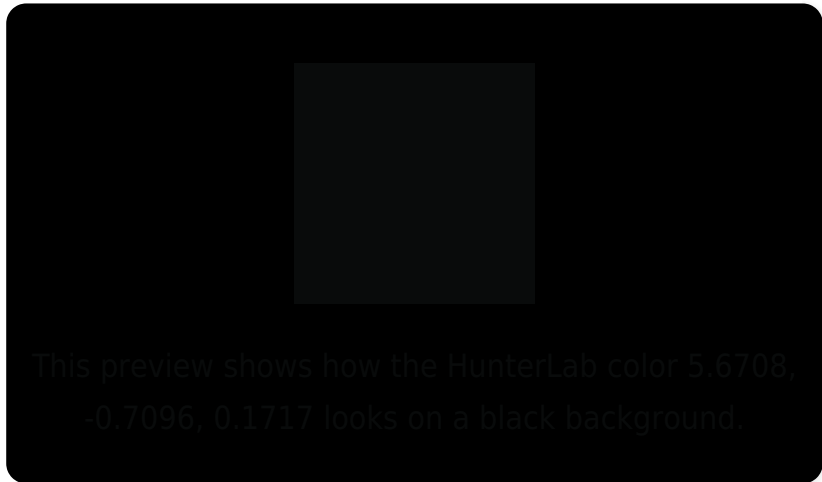 This preview shows how the HunterLab color 5.6708,
-0.7096, 0.1717 looks on a black background.